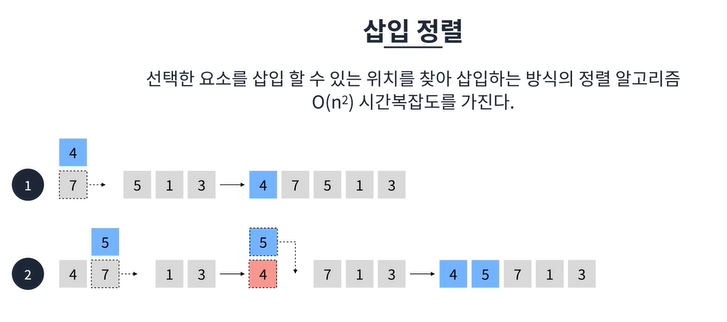 삽입 정렬
선택한 요소를 삽입 할 수 있는 위치를 찾아 삽입하는 방식의 정렬 알고리즘
O(n²) 시간복잡도를 가진다.
4
1 7 5 1 3 4 7 5 1 3
5 5
2 4 7 1 3 4 7 1 3 4 5 7 1 3